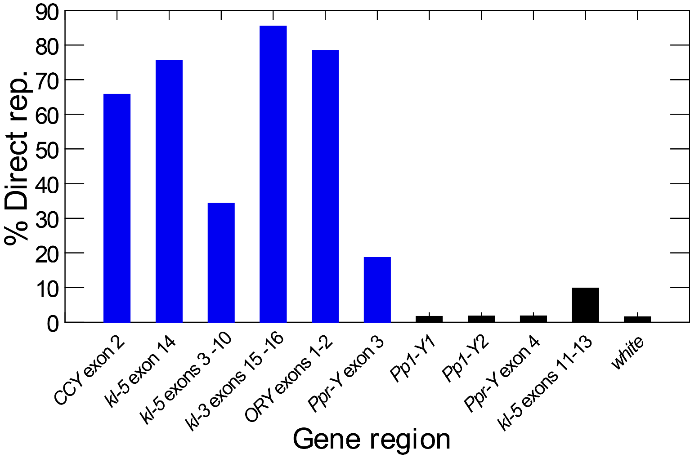 % Direct rep.
90
80
70
60
50
40
30
20
10
0
CCY exon 2
kl-5 exon 14
kl-5 exons 3 -10
kl-3 exons 15 -16
ORY exons 1-2
Ppr-Y exon 3
Pp1-Y1
Pp1-Y2
Ppr-Y exon 4
kl-5 exons 11-13
white
Gene region